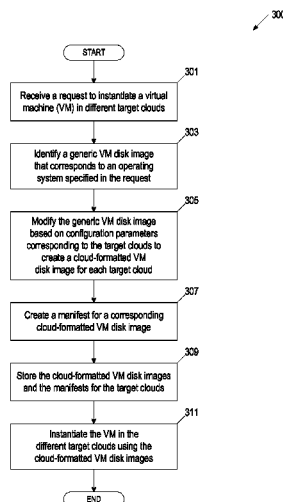 300
START
301
Receive a request to instantiate a virtual
machine (VM) in different target clouds
303
Identify a generic VM disk image
that corresponds to an operating
system specified in the request
305
Modify the generic VM disk image
based on configuration parameters
corresponding to the target clouds to
create a cloud-formatted VM
disk image for each target cloud
307
Create a manifest for a corresponding
cloud-formatted VM disk image
309
Store the cloud-formatted VM disk images
and the manifests for the target clouds
311
Instantiate the VM in the
different target clouds using the
cloud-formatted VM disk images
END